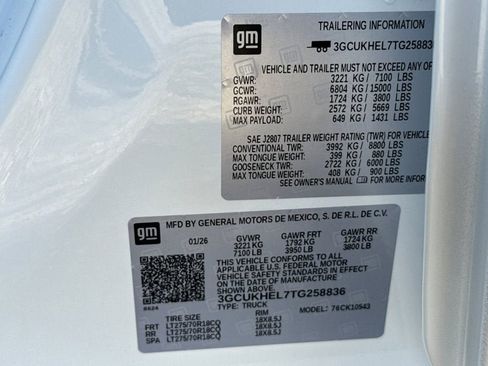 gm
TRAILERING INFORMATION
3GCUKHEL7TG258836
VEHICLE AND TRAILER MUST NOT EXCEED ANY OF
GVWR: 3221 KG / 7100 LBS
GCWR: 6804 KG / 15000 LBS
RGAWR: 1724 KG / 3800 LBS
CURB WEIGHT: 2572 KG / 5669 LBS
MAX PAYLOAD: 649 KG / 1431 LBS
SAE J2807 TRAILER WEIGHT RATING (TWR) FOR VEHICLE
CONVENTIONAL TWR: 3992 KG / 8800 LBS
MAX TONGUE WEIGHT: 399 KG / 880 LBS
GOOSENECK TWR: 2722 KG / 6000 LBS
MAX TONGUE WEIGHT: 408 KG / 900 LBS
SEE OWNER'S MANUAL FOR MORE
gm
MFD BY GENERAL MOTORS DE MEXICO, S. DE R.L. DE C.V.
01/26 GVWR GAWR FRT GAWR RR
3221 KG 1792 KG 1724 KG
7100 LB 3950 LB 3800 LB
THIS VEHICLE CONFORMS TO ALL
APPLICABLE U.S. FEDERAL MOTOR
VEHICLE SAFETY STANDARDS IN EFFECT
ON THE DATE OF MANUFACTURE
SHOWN ABOVE.
3GCUKHEL7TG258836
TYPE: TRUCK MODEL: 76CK10543
TIRE SIZE RIM
FRT LT275/70R18CQ 18X8.5J
RR LT275/70R18CQ 18X8.5J
SPA LT275/70R18CQ 18X8.5J